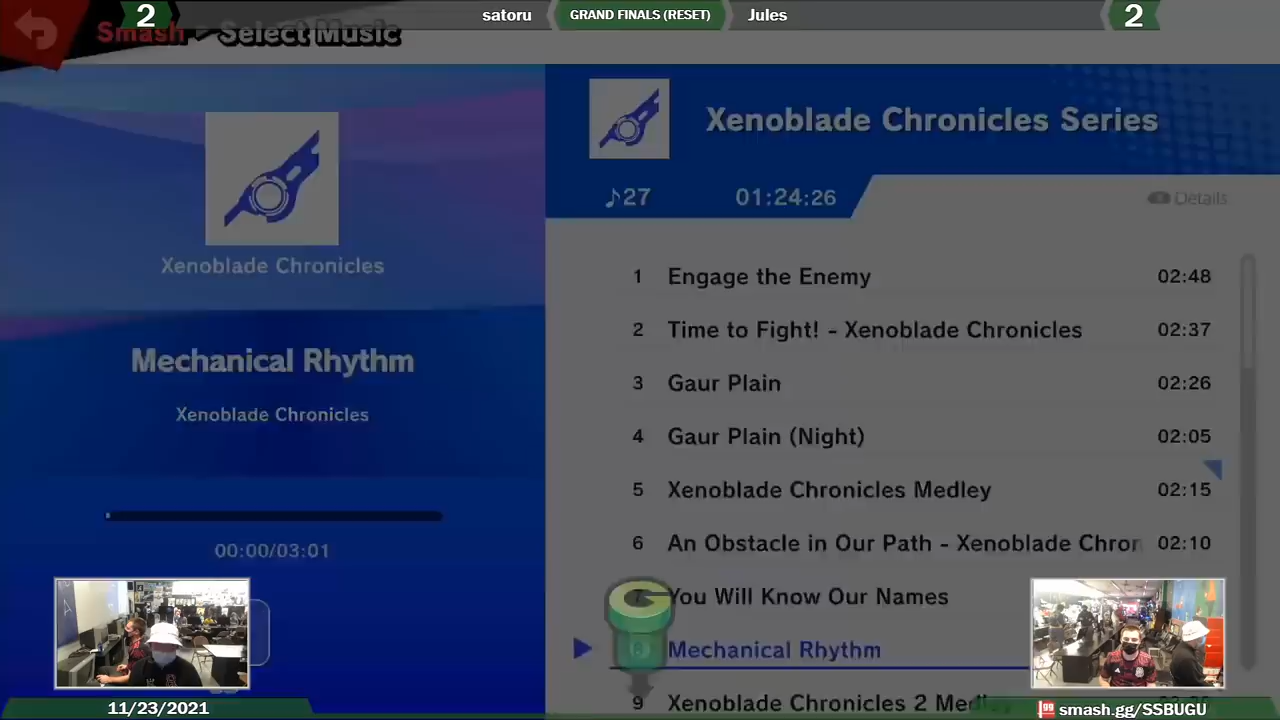 2
satoru
GRAND FINALS (RESET)
Jules
2
Smash ▸ Select Music
Xenoblade Chronicles Series
♪27
01:24:26
Details
Xenoblade Chronicles
Mechanical Rhythm
Xenoblade Chronicles
00:00/03:01
1 Engage the Enemy 02:48
2 Time to Fight! - Xenoblade Chronicles 02:37
3 Gaur Plain 02:26
4 Gaur Plain (Night) 02:05
5 Xenoblade Chronicles Medley 02:15
6 An Obstacle in Our Path - Xenoblade Chron 02:10
7 You Will Know Our Names
8 Mechanical Rhythm
9 Xenoblade Chronicles 2 Medl
11/23/2021
smash.gg/SSBUGU